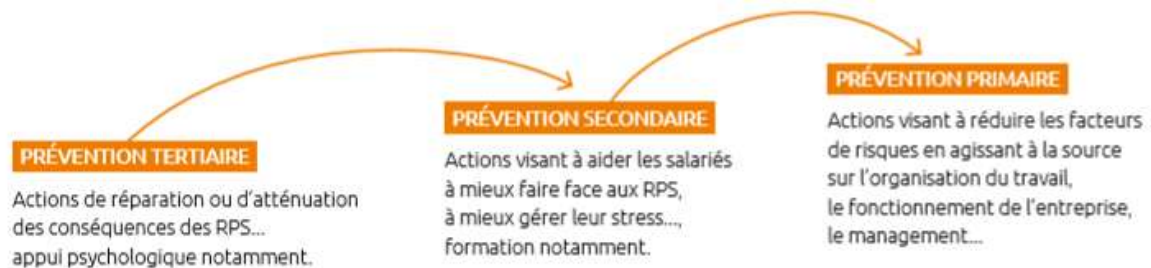 PRÉVENTION TERTIAIRE
Actions de réparation ou d'atténuation
des conséquences des RPS...
appui psychologique notamment.
PRÉVENTION SECONDAIRE
Actions visant à aider les salariés
à mieux faire face aux RPS,
à mieux gérer leur stress...,
formation notamment.
PRÉVENTION PRIMAIRE
Actions visant à réduire les facteurs
de risques en agissant à la source
sur l'organisation du travail,
le fonctionnement de l'entreprise,
le management...